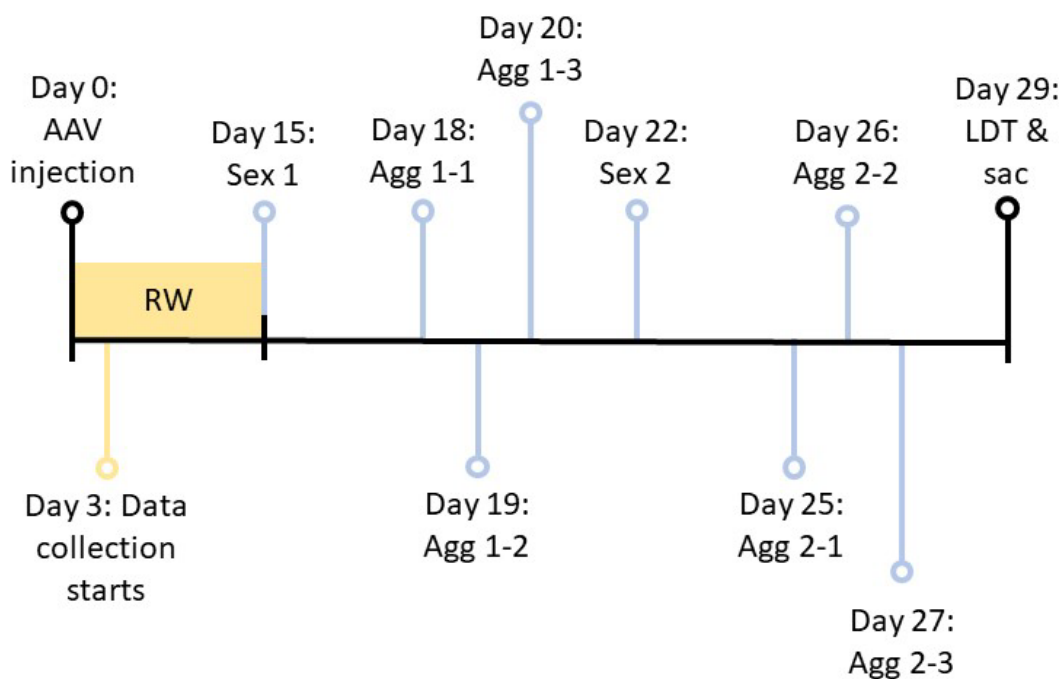 Day 0:
AAV
injection
Day 15:
Sex 1
Day 18:
Agg 1-1
Day 20:
Agg 1-3
Day 22:
Sex 2
Day 26:
Agg 2-2
Day 29:
LDT &
sac
RW
Day 3: Data
collection
starts
Day 19:
Agg 1-2
Day 25:
Agg 2-1
Day 27:
Agg 2-3